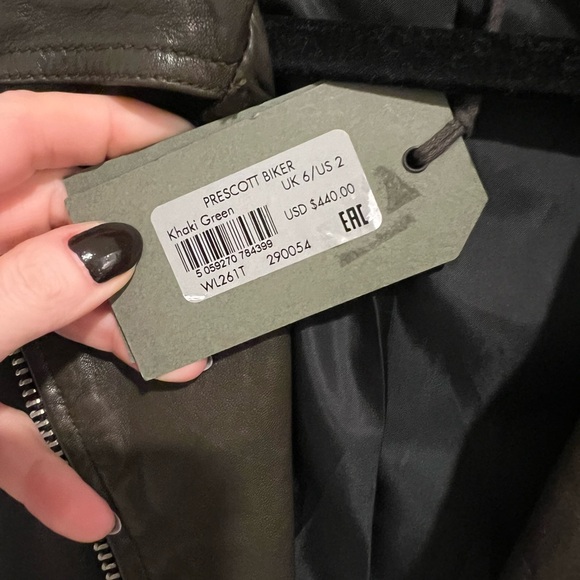 PRESCOTT BIKER
UK 6/US 2
Khaki Green
USD $440.00
5 059270 784399
EAC
WL261T 290054